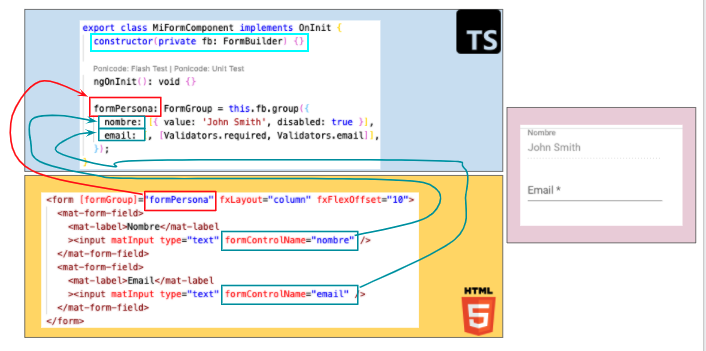 export class MiFormComponent implements OnInit {
constructor(private fb: FormBuilder) {}
Ponicode: Flash Test | Ponicode: Unit Test
ngOnInit(): void {}
formPersona: FormGroup = this.fb.group({
nombre: [{ value: 'John Smith', disabled: true }],
email: , [Validators.required, Validators.email]],
});
TS
<form [formGroup]="formPersona" fxLayout="column" fxFlexOffset="10">
<mat-form-field>
<mat-label>Nombre</mat-label
><input matInput type="text" formControlName="nombre" />
</mat-form-field>
<mat-form-field>
<mat-label>Email</mat-label
><input matInput type="text" formControlName="email" />
</mat-form-field>
</form>
HTML
5
Nombre
John Smith
Email *